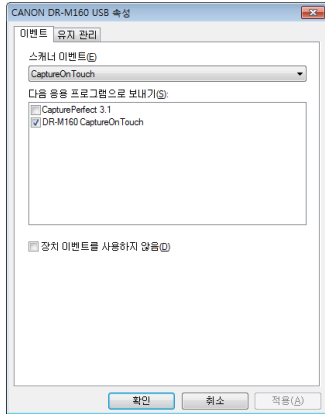 CANON DR-M160 USB 속성
이벤트 유지 관리
스캐너 이벤트(E)
CaptureOnTouch
다음 응용 프로그램으로 보내기(S):
CapturePerfect 3.1
DR-M160 CaptureOnTouch
장치 이벤트를 사용하지 않음(D)
확인 취소 적용(A)